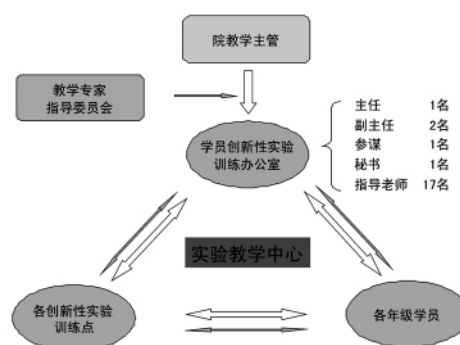 院教学主管
教学专家
指导委员会
学员创新性实验
训练办公室
主任 1名
副主任 2名
参谋 1名
秘书 1名
指导老师 17名
实验教学中心
各创新性实验
训练点
各年级学员